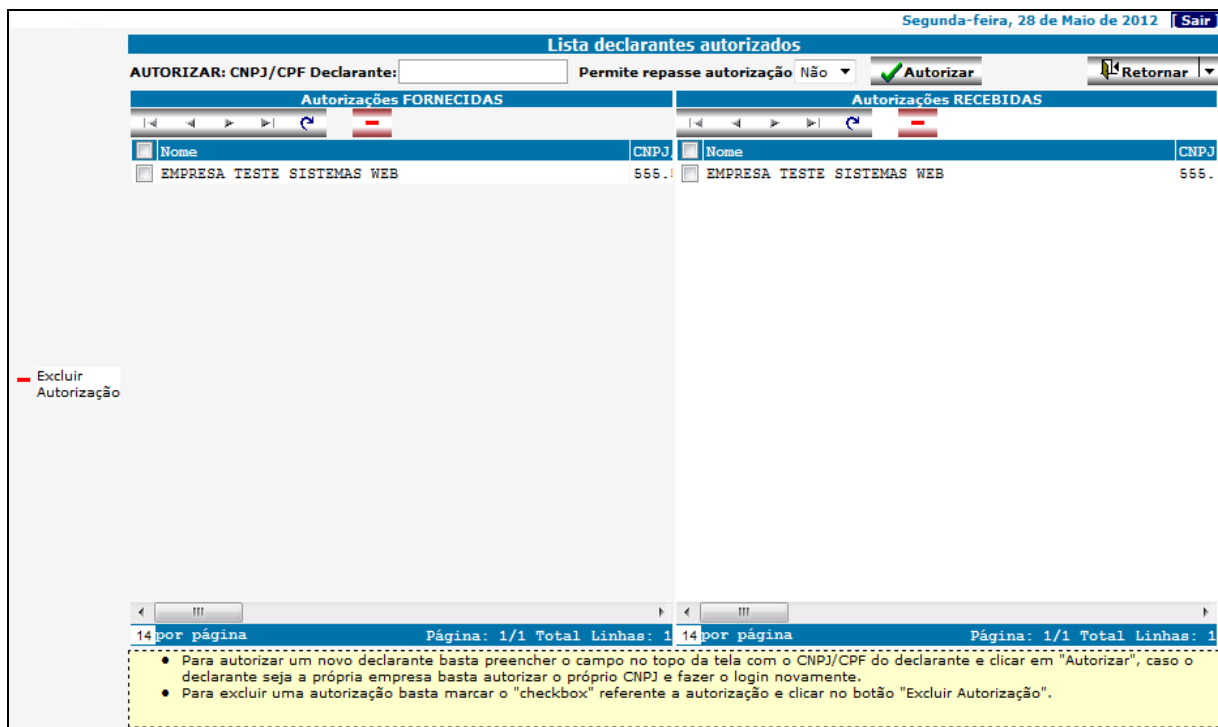 Segunda-feira, 28 de Maio de 2012 [Sair]
Lista declarantes autorizados
AUTORIZAR: CNPJ/CPF Declarante: Permite repasse autorização Não Autorizar Retornar
Autorizações FORNECIDAS
Nome CNPJ
EMPRESA TESTE SISTEMAS WEB 555.
14 por página Página: 1/1 Total Linhas: 1
Autorizações RECEBIDAS
Nome CNPJ
EMPRESA TESTE SISTEMAS WEB 555.
14 por página Página: 1/1 Total Linhas: 1
Excluir
Autorização
• Para autorizar um novo declarante basta preencher o campo no topo da tela com o CNPJ/CPF do declarante e clicar em "Autorizar", caso o
declarante seja a própria empresa basta autorizar o próprio CNPJ e fazer o login novamente.
• Para excluir uma autorização basta marcar o "checkbox" referente a autorização e clicar no botão "Excluir Autorização".